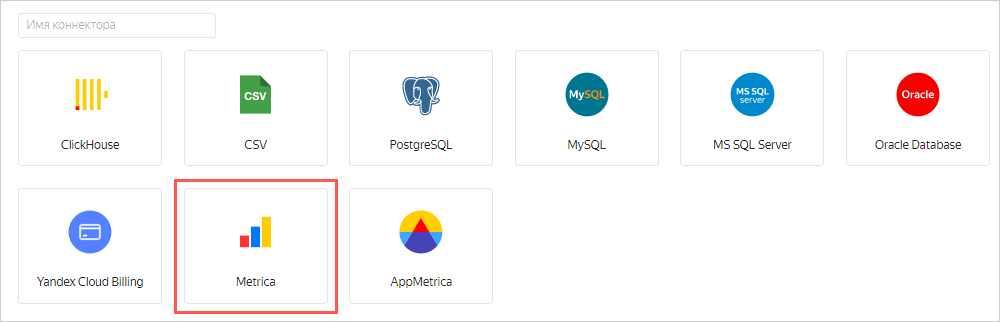 Имя коннектора
CSV
MySQL
MS SQL
server
Oracle
ClickHouse
CSV
PostgreSQL
MySQL
MS SQL Server
Oracle Database
Yandex Cloud Billing
Metrica
AppMetrica